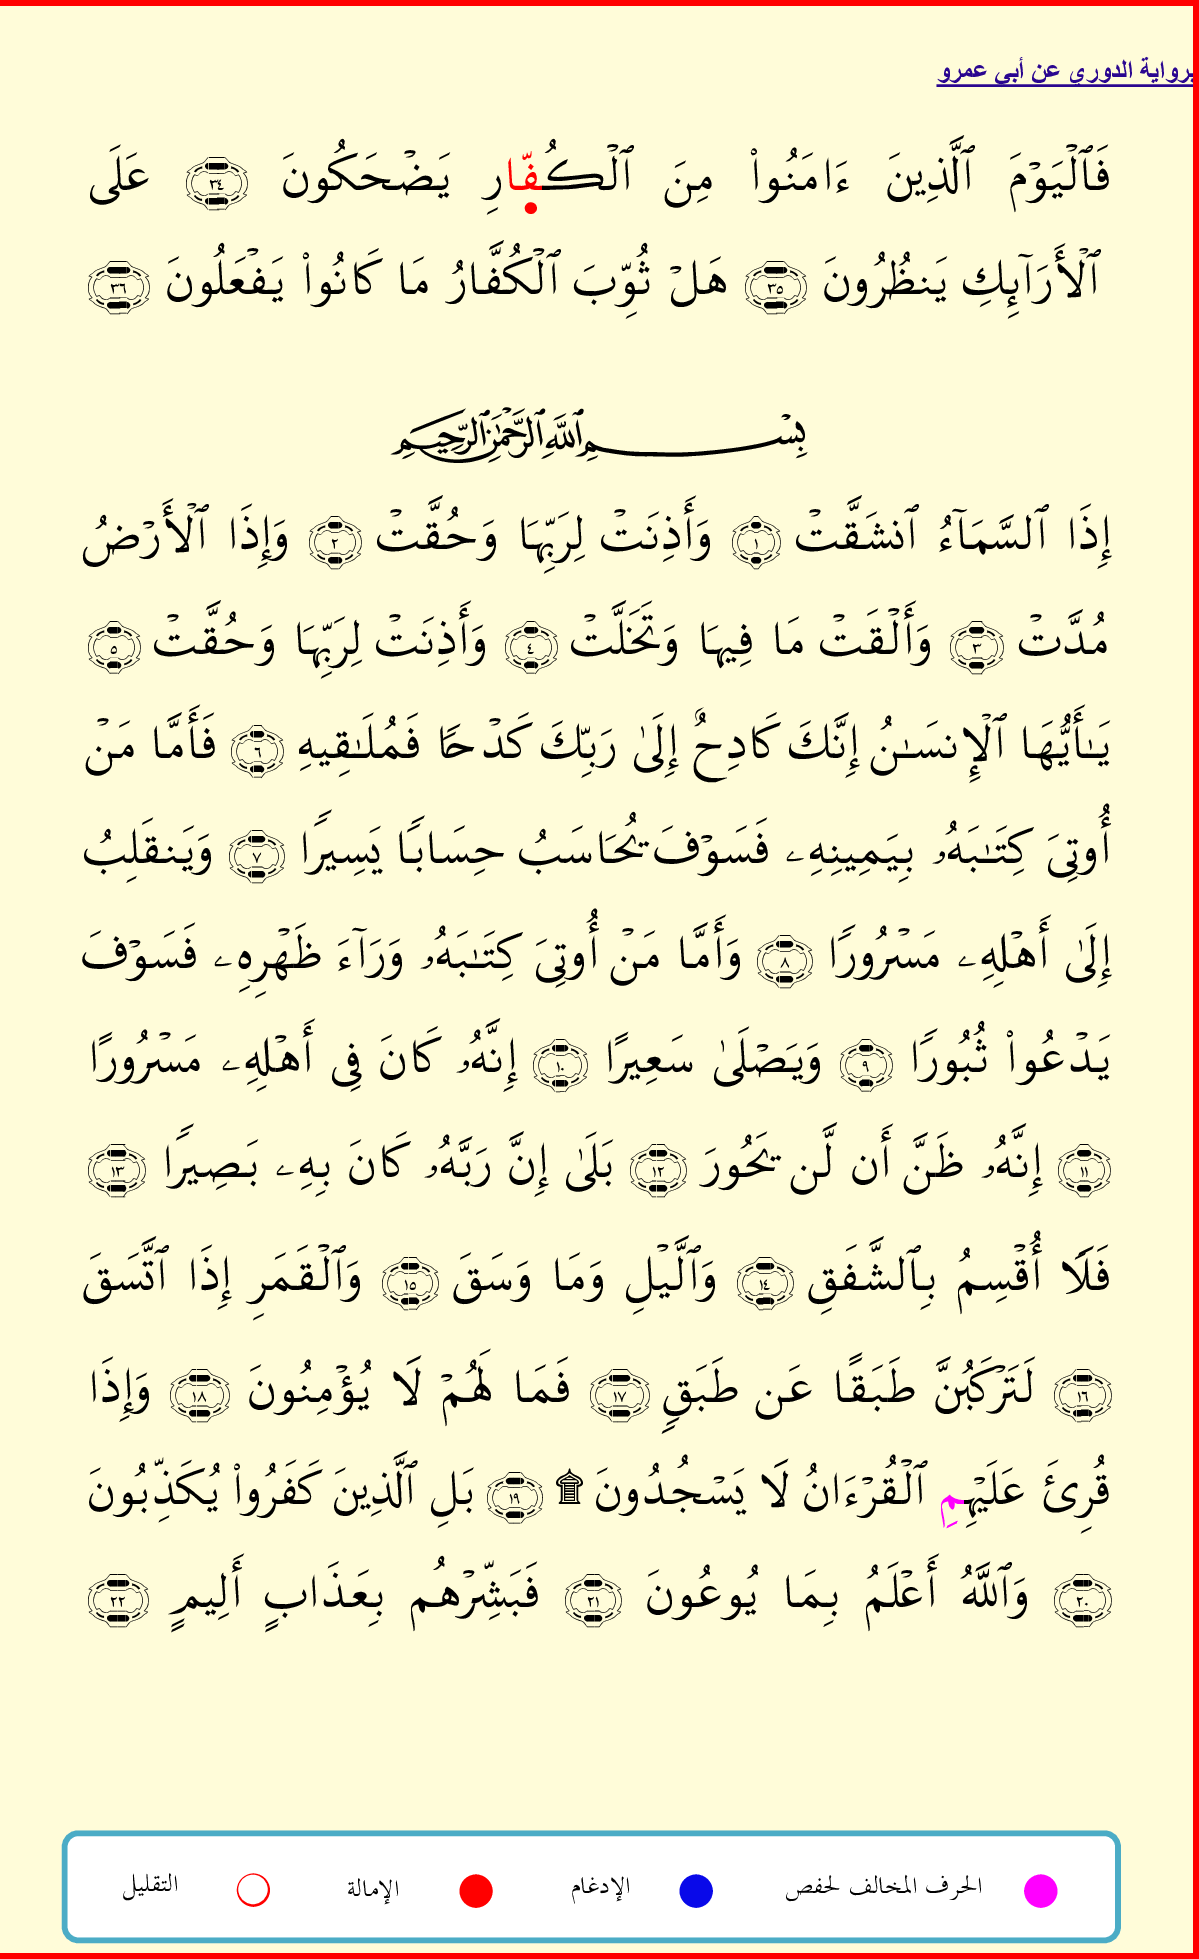 برواية الدوري عن أبي عمرو
فَٱلْيَوْمَ ٱلَّذِينَ ءَامَنُواْ مِنَ ٱلْكُفّارِ يَضْحَكُونَ ٣٤ عَلَى
ٱلْأَرَآئِكِ يَنظُرُونَ ٣٥ هَلْ ثُوِّبَ ٱلْكُفَّارُ مَا كَانُواْ يَفْعَلُونَ ٣٦
بِسْمِ ٱللَّهِ ٱلرَّحْمَٰنِ ٱلرَّحِيمِ
إِذَا ٱلسَّمَآءُ ٱنشَقَّتْ ١ وَأَذِنَتْ لِرَبِّهَا وَحُقَّتْ ٢ وَإِذَا ٱلْأَرْضُ
مُدَّتْ ٣ وَأَلْقَتْ مَا فِيهَا وَتَخَلَّتْ ٤ وَأَذِنَتْ لِرَبِّهَا وَحُقَّتْ ٥
يَـٰأَيُّهَا ٱلْإِنسَـٰنُ إِنَّكَ كَادِحٌ إِلَىٰ رَبِّكَ كَدْحًا فَمُلَـٰقِيهِ ٦ فَأَمَّا مَنْ
أُوتِيَ كِتَـٰبَهُۥ بِيَمِينِهِۦ فَسَوْفَ يُحَاسَبُ حِسَابًا يَسِيرًا ٧ وَيَنقَلِبُ
إِلَىٰ أَهْلِهِۦ مَسْرُورًا ٨ وَأَمَّا مَنْ أُوتِيَ كِتَـٰبَهُۥ وَرَآءَ ظَهْرِهِۦ فَسَوْفَ
يَدْعُواْ ثُبُورًا ٩ وَيَصْلَىٰ سَعِيرًا ١٠ إِنَّهُۥ كَانَ فِي أَهْلِهِۦ مَسْرُورًا
١١ إِنَّهُۥ ظَنَّ أَن لَّن يَحُورَ ١٢ بَلَىٰ إِنَّ رَبَّهُۥ كَانَ بِهِۦ بَصِيرًا ١٣
فَلَا أُقْسِمُ بِٱلشَّفَقِ ١٤ وَٱلَّيْلِ وَمَا وَسَقَ ١٥ وَٱلْقَمَرِ إِذَا ٱتَّسَقَ
١٦ لَتَرْكَبُنَّ طَبَقًا عَن طَبَقٍ ١٧ فَمَا لَهُمْ لَا يُؤْمِنُونَ ١٨ وَإِذَا
قُرِئَ عَلَيْهِمِ ٱلْقُرْءَانُ لَا يَسْجُدُونَ ۩ ١٩ بَلِ ٱلَّذِينَ كَفَرُواْ يُكَذِّبُونَ
٢٠ وَٱللَّهُ أَعْلَمُ بِمَا يُوعُونَ ٢١ فَبَشِّرْهُم بِعَذَابٍ أَلِيمٍ ٢٢
الحرف المخالف لحفص الإدغام الإمالة التقليل